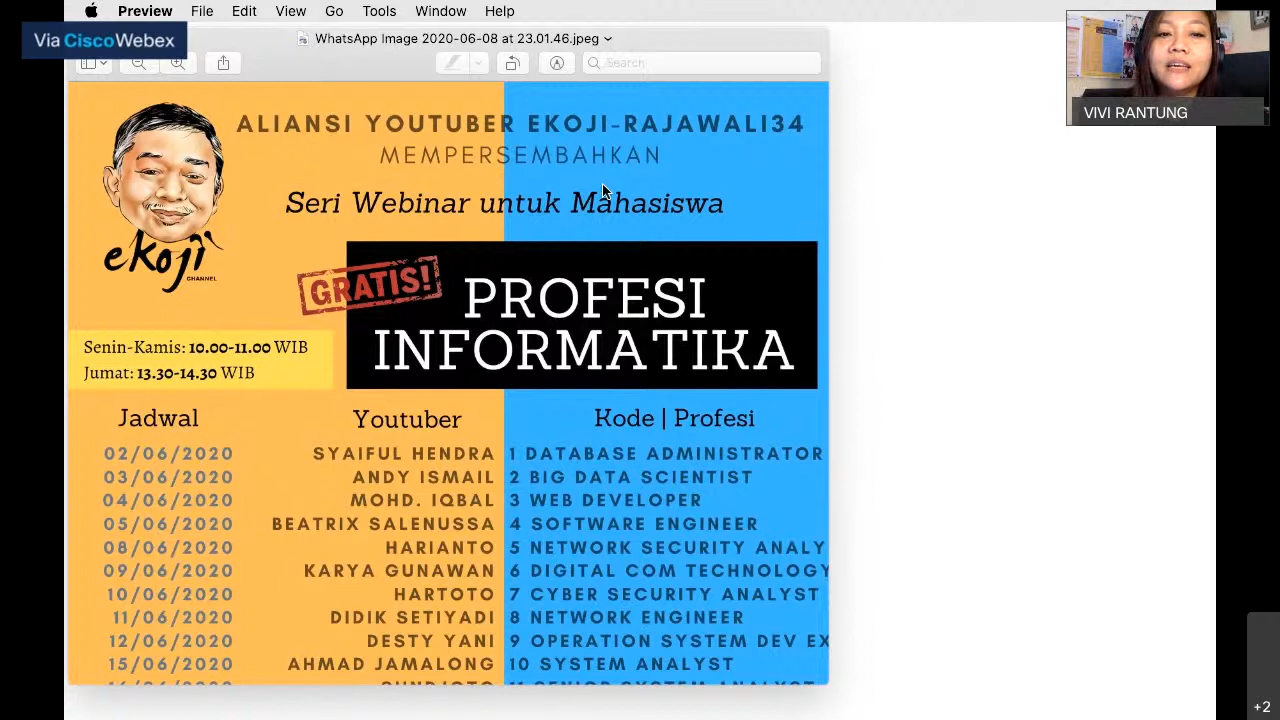 Preview File Edit View Go Tools Window Help
Via CiscoWebex
WhatsApp Image 2020-06-08 at 23.01.46.jpeg
Search
VIVI RANTUNG
ALIANSI YOUTUBER EKOJI-RAJAWALI34
MEMPERSEMBAHKAN
Seri Webinar untuk Mahasiswa
ekoji
CHANNEL
GRATIS!
PROFESI
INFORMATIKA
Senin-Kamis: 10.00-11.00 WIB
Jumat: 13.30-14.30 WIB
Jadwal Youtuber Kode | Profesi
02/06/2020 SYAIFUL HENDRA 1 DATABASE ADMINISTRATOR
03/06/2020 ANDY ISMAIL 2 BIG DATA SCIENTIST
04/06/2020 MOHD. IQBAL 3 WEB DEVELOPER
05/06/2020 BEATRIX SALENUSSA 4 SOFTWARE ENGINEER
08/06/2020 HARIANTO 5 NETWORK SECURITY ANALY
09/06/2020 KARYA GUNAWAN 6 DIGITAL COM TECHNOLOGY
10/06/2020 HARTOTO 7 CYBER SECURITY ANALYST
11/06/2020 DIDIK SETIYADI 8 NETWORK ENGINEER
12/06/2020 DESTY YANI 9 OPERATION SYSTEM DEV EX
15/06/2020 AHMAD JAMALONG 10 SYSTEM ANALYST
+2